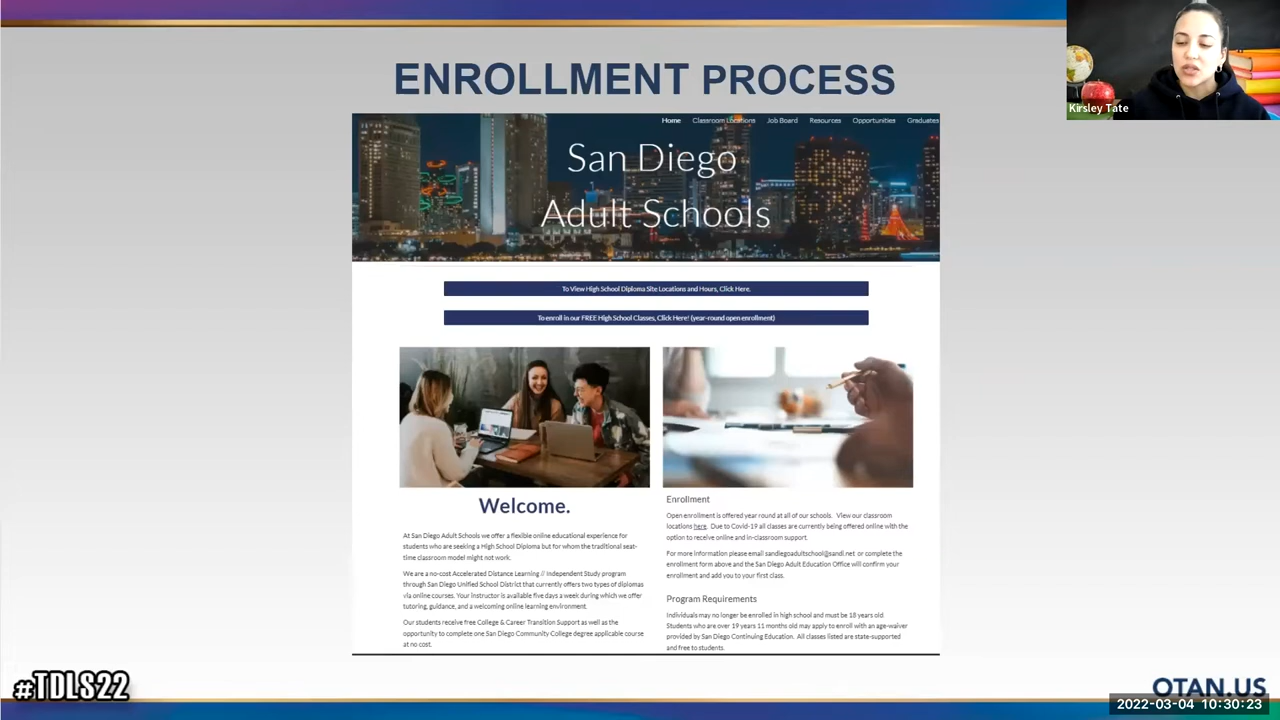 ENROLLMENT PROCESS
Kirsley Tate
Home Classroom Locations Job Board Resources Opportunities Graduates
San Diego
Adult Schools
To View High School Diploma Site Locations and Hours, Click Here.
To enroll in our FREE High School Classes, Click Here! (year-round open enrollment)
Welcome.
At San Diego Adult Schools we offer a flexible online educational experience for
students who are seeking a High School Diploma but for whom the traditional seat-
time classroom model might not work.
We are a no-cost Accelerated Distance Learning // Independent Study program
through San Diego Unified School District that currently offers two types of diplomas
via online courses. Your instructor is available five days a week during which we offer
tutoring, guidance, and a welcoming online learning environment.
Our students receive free College & Career Transition Support as well as the
opportunity to complete one San Diego Community College degree applicable course
at no cost.
Enrollment
Open enrollment is offered year round at all of our schools. View our classroom
locations here. Due to Covid-19 all classes are currently being offered online with the
option to receive online and in-classroom support.
For more information please email sandiegoadultschool@sandi.net or complete the
enrollment form above and the San Diego Adult Education Office will confirm your
enrollment and add you to your first class.
Program Requirements
Individuals may no longer be enrolled in high school and must be 18 years old.
Students who are over 19 years 11 months old may apply to enroll with an age-waiver
provided by San Diego Continuing Education. All classes listed are state-supported
and free to students.
#TDLS22
OTAN.US
2022-03-04 10:30:23